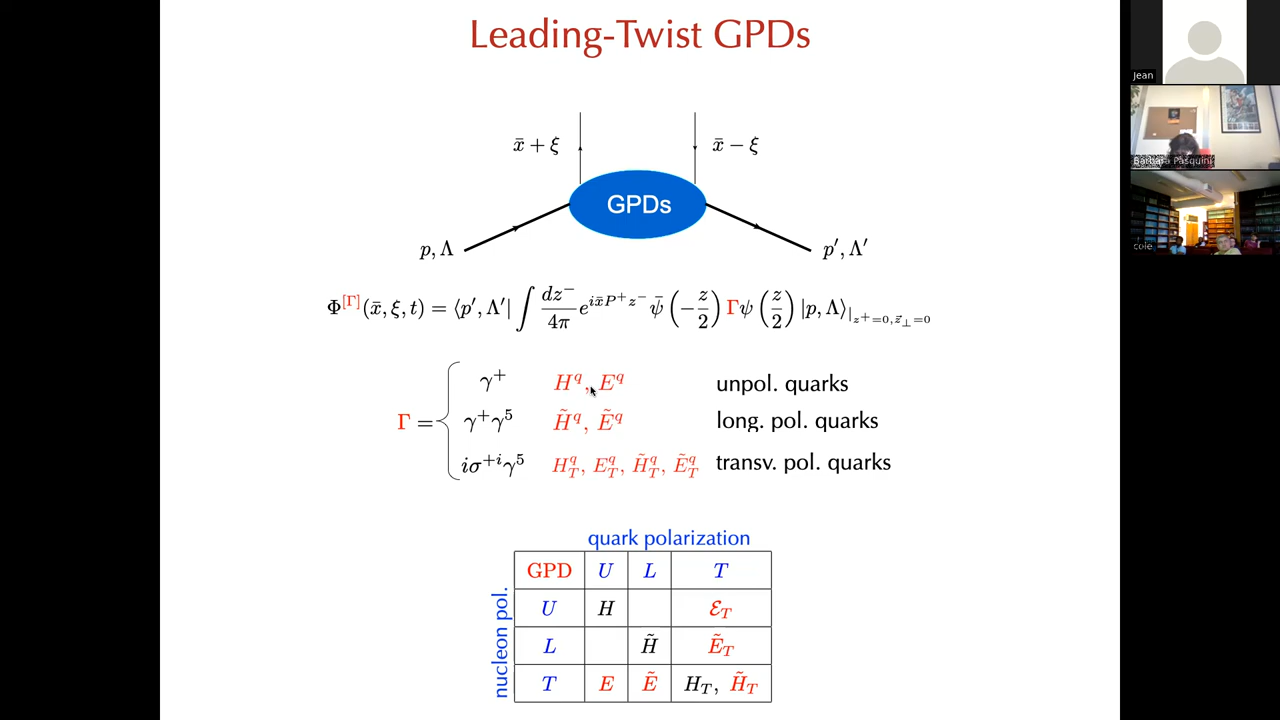 Leading-Twist GPDs
x̄ + ξ
x̄ − ξ
GPDs
p, Λ
p′, Λ′
Φ^[Γ](x̄, ξ, t) = ⟨p′, Λ′| ∫ dz⁻/4π e^{ix̄P⁺z⁻} ψ̄(−z/2) Γψ(z/2) |p, Λ⟩|_{z⁺=0, z⃗_⊥=0}
Γ =
γ⁺ H^q, E^q unpol. quarks
γ⁺γ⁵ H̃^q, Ẽ^q long. pol. quarks
iσ^{+i}γ⁵ H_T^q, E_T^q, H̃_T^q, Ẽ_T^q transv. pol. quarks
quark polarization
nucleon pol.
GPD U L T
U H ℰ_T
L H̃ Ẽ_T
T E Ẽ H_T, H̃_T
Jean
Barbara Pasquini
cole